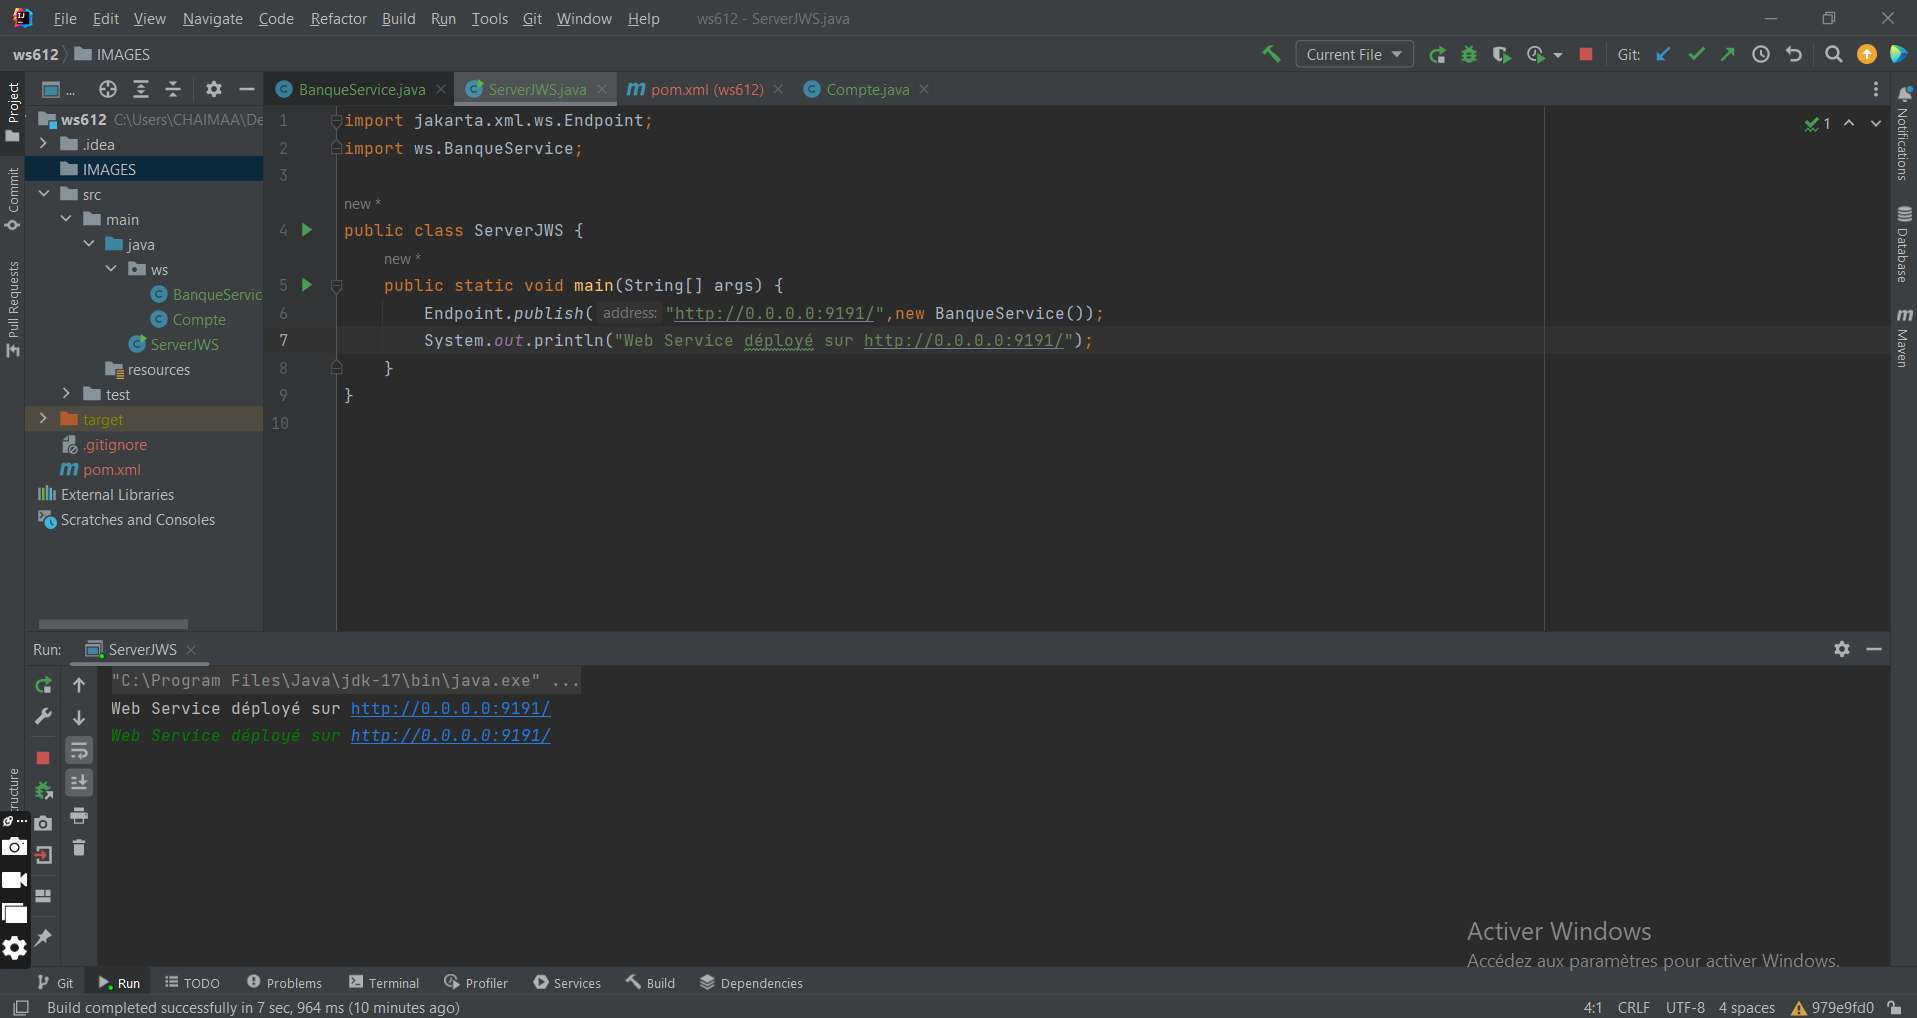 File Edit View Navigate Code Refactor Build Run Tools Git Window Help ws612 - ServerJWS.java
ws612 IMAGES Current File Git:
... BanqueService.java ServerJWS.java pom.xml (ws612) Compte.java
Project
Commit
Pull Requests
ructure
ws612 C:\Users\CHAIMAA\De
.idea
IMAGES
src
main
java
ws
BanqueServic
Compte
ServerJWS
resources
test
target
.gitignore
pom.xml
External Libraries
Scratches and Consoles
1 import jakarta.xml.ws.Endpoint;
2 import ws.BanqueService;
3
new *
4 public class ServerJWS {
new *
5 public static void main(String[] args) {
6 Endpoint.publish( address: "http://0.0.0.0:9191/",new BanqueService());
7 System.out.println("Web Service déployé sur http://0.0.0.0:9191/");
8 }
9 }
10
1
Notifications
Database
Maven
Run: ServerJWS
"C:\Program Files\Java\jdk-17\bin\java.exe" ...
Web Service déployé sur http://0.0.0.0:9191/
Web Service déployé sur http://0.0.0.0:9191/
Activer Windows
Accédez aux paramètres pour activer Windows.
Git Run TODO Problems Terminal Profiler Services Build Dependencies
Build completed successfully in 7 sec, 964 ms (10 minutes ago) 4:1 CRLF UTF-8 4 spaces 979e9fd0